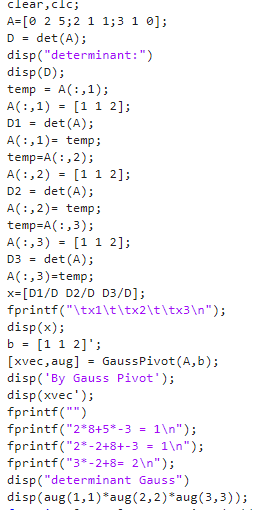 clear,clc;
A=[0 2 5;2 1 1;3 1 0];
D = det(A);
disp("determinant:")
disp(D);
temp = A(:,1);
A(:,1) = [1 1 2];
D1 = det(A);
A(:,1)= temp;
temp=A(:,2);
A(:,2) = [1 1 2];
D2 = det(A);
A(:,2)= temp;
temp=A(:,3);
A(:,3) = [1 1 2];
D3 = det(A);
A(:,3)=temp;
x=[D1/D D2/D D3/D];
fprintf("\tx1\t\tx2\t\tx3\n");
disp(x);
b = [1 1 2]';
[xvec,aug] = GaussPivot(A,b);
disp('By Gauss Pivot');
disp(xvec');
fprintf("")
fprintf("2*8+5*-3 = 1\n");
fprintf("2*-2+8+-3 = 1\n");
fprintf("3*-2+8= 2\n");
disp("determinant Gauss")
disp(aug(1,1)*aug(2,2)*aug(3,3));